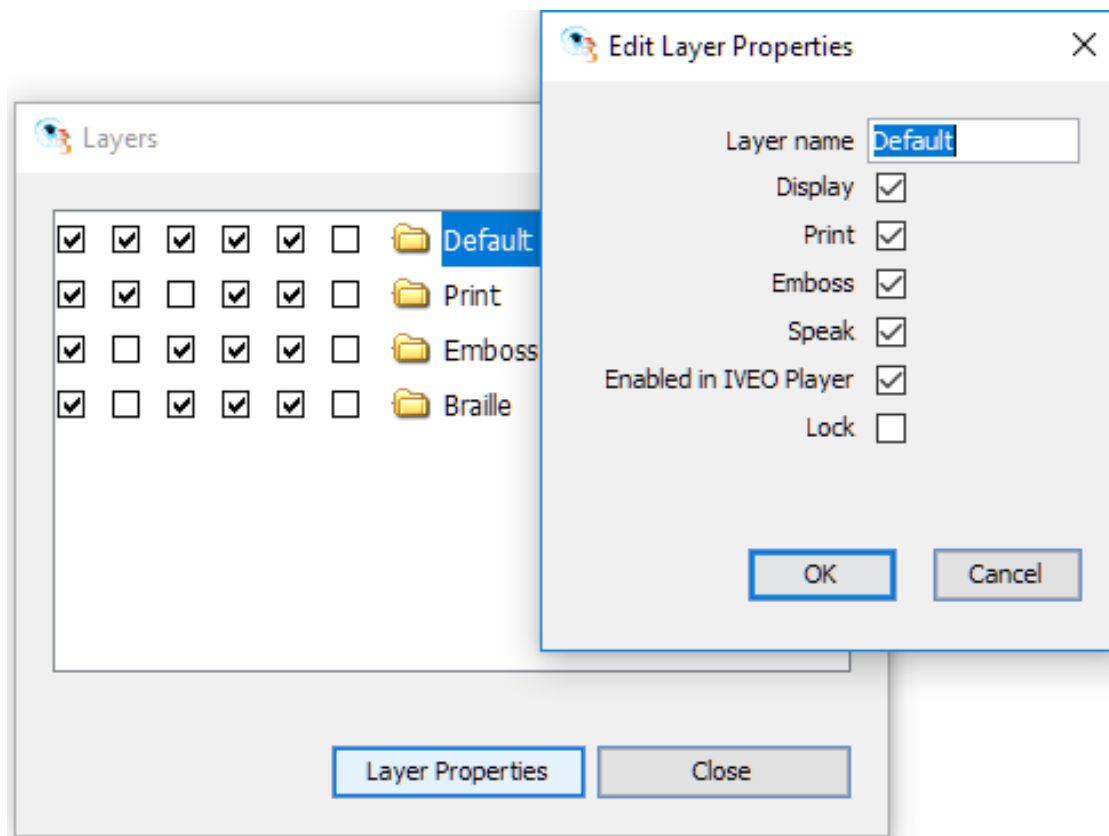 Edit Layer Properties
Layers
Layer name Default
Display
Print
Emboss
Speak
Enabled in IVEO Player
Lock
OK Cancel
Default
Print
Emboss
Braille
Layer Properties Close